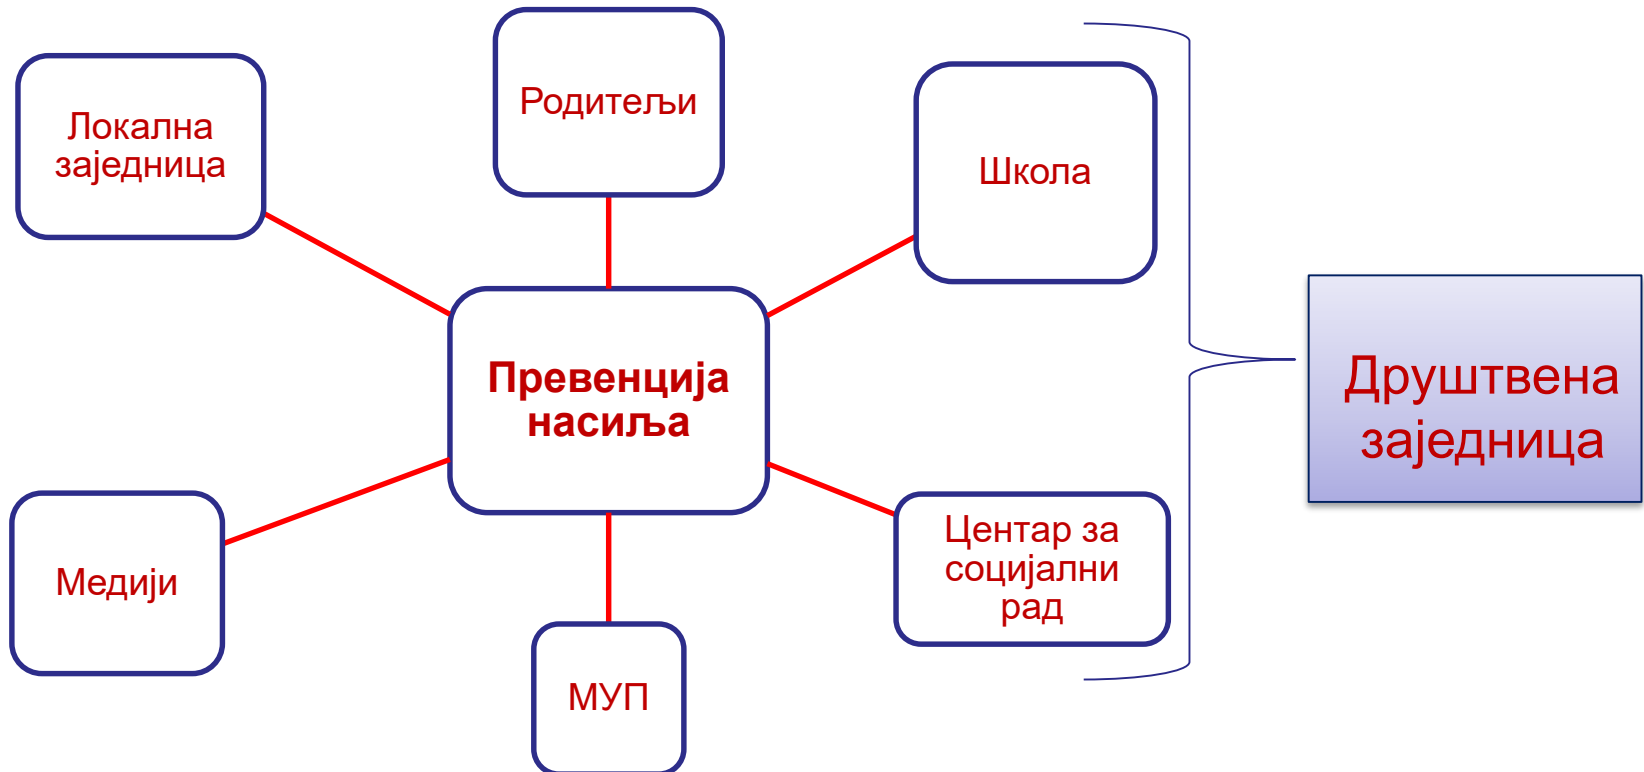 Родитељи
Локална
заједница
Школа
Превенција
насиља
Друштвена
заједница
Центар за
социјални
рад
Медији
МУП